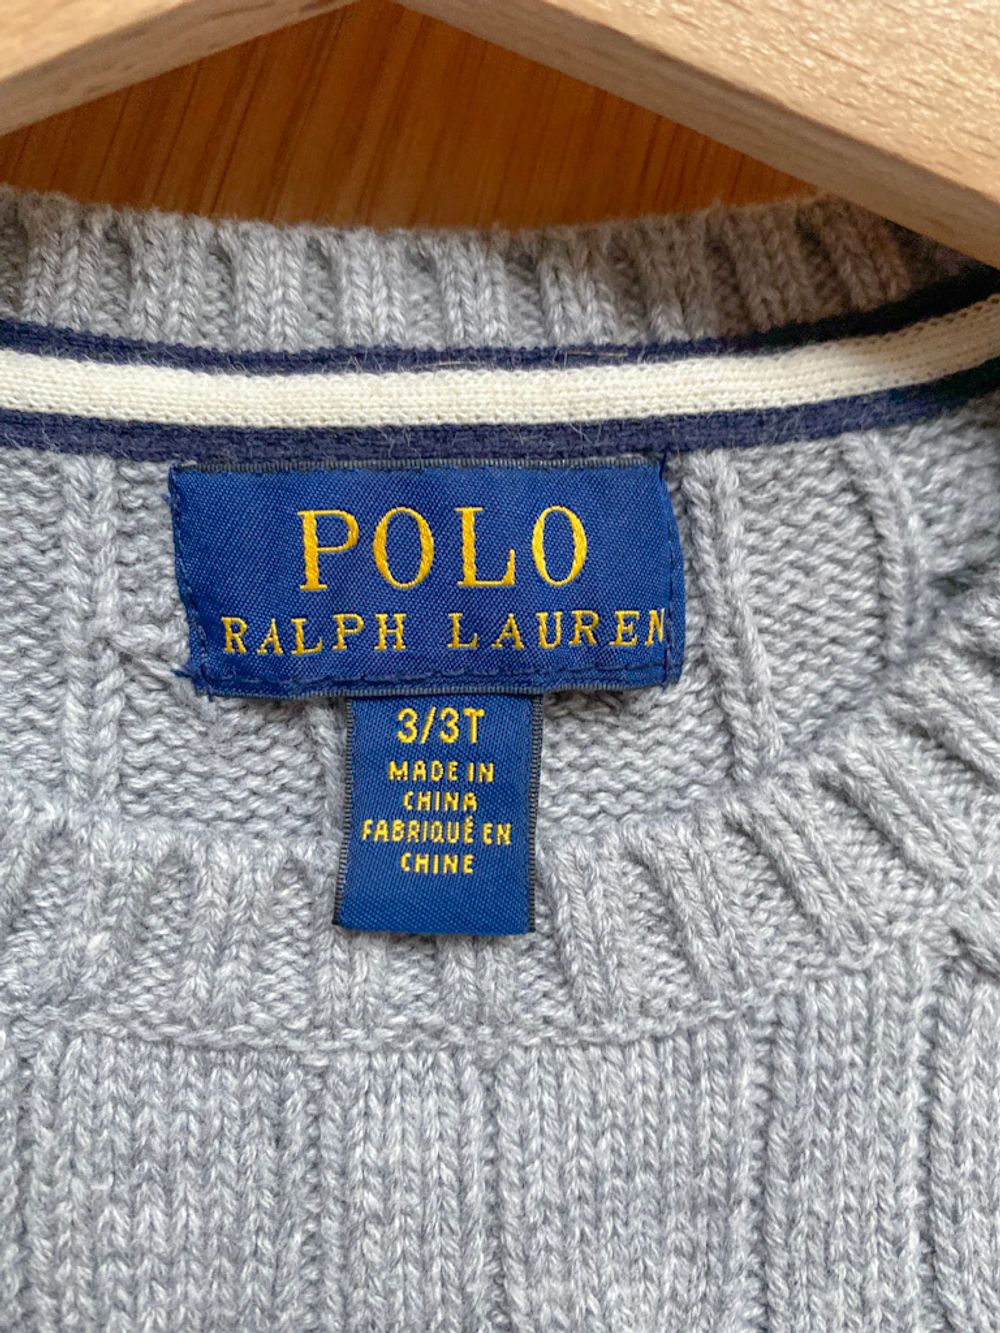 POLO
RALPH LAUREN
3/3T
MADE IN
CHINA
FABRIQUÉ EN
CHINE